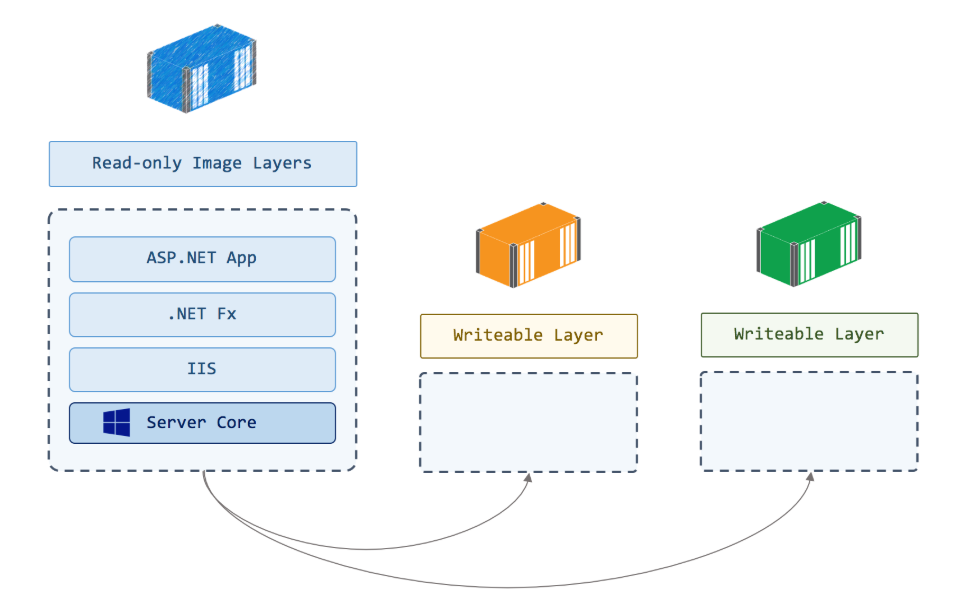 Read-only Image Layers
ASP.NET App
.NET Fx
IIS
Server Core
Writeable Layer
Writeable Layer